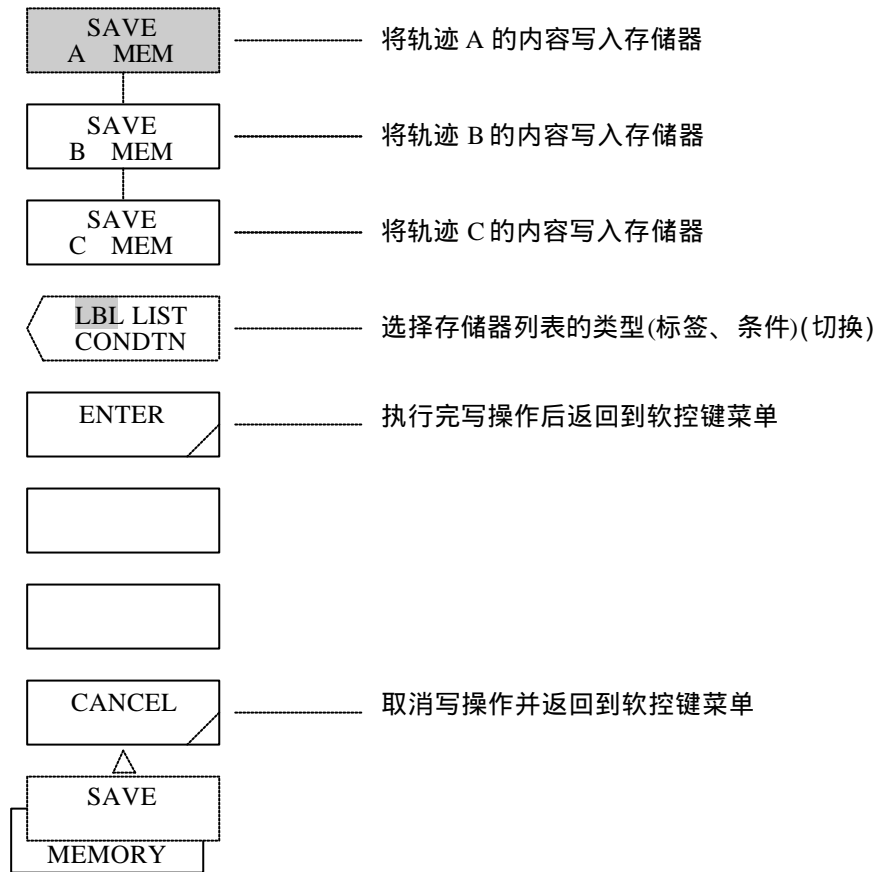 SAVE
A MEM
将轨迹 A 的内容写入存储器
SAVE
B MEM
将轨迹 B 的内容写入存储器
SAVE
C MEM
将轨迹 C 的内容写入存储器
LBL LIST
CONDTN
选择存储器列表的类型(标签、条件)(切换)
ENTER
执行完写操作后返回到软控键菜单
CANCEL
取消写操作并返回到软控键菜单
SAVE
MEMORY